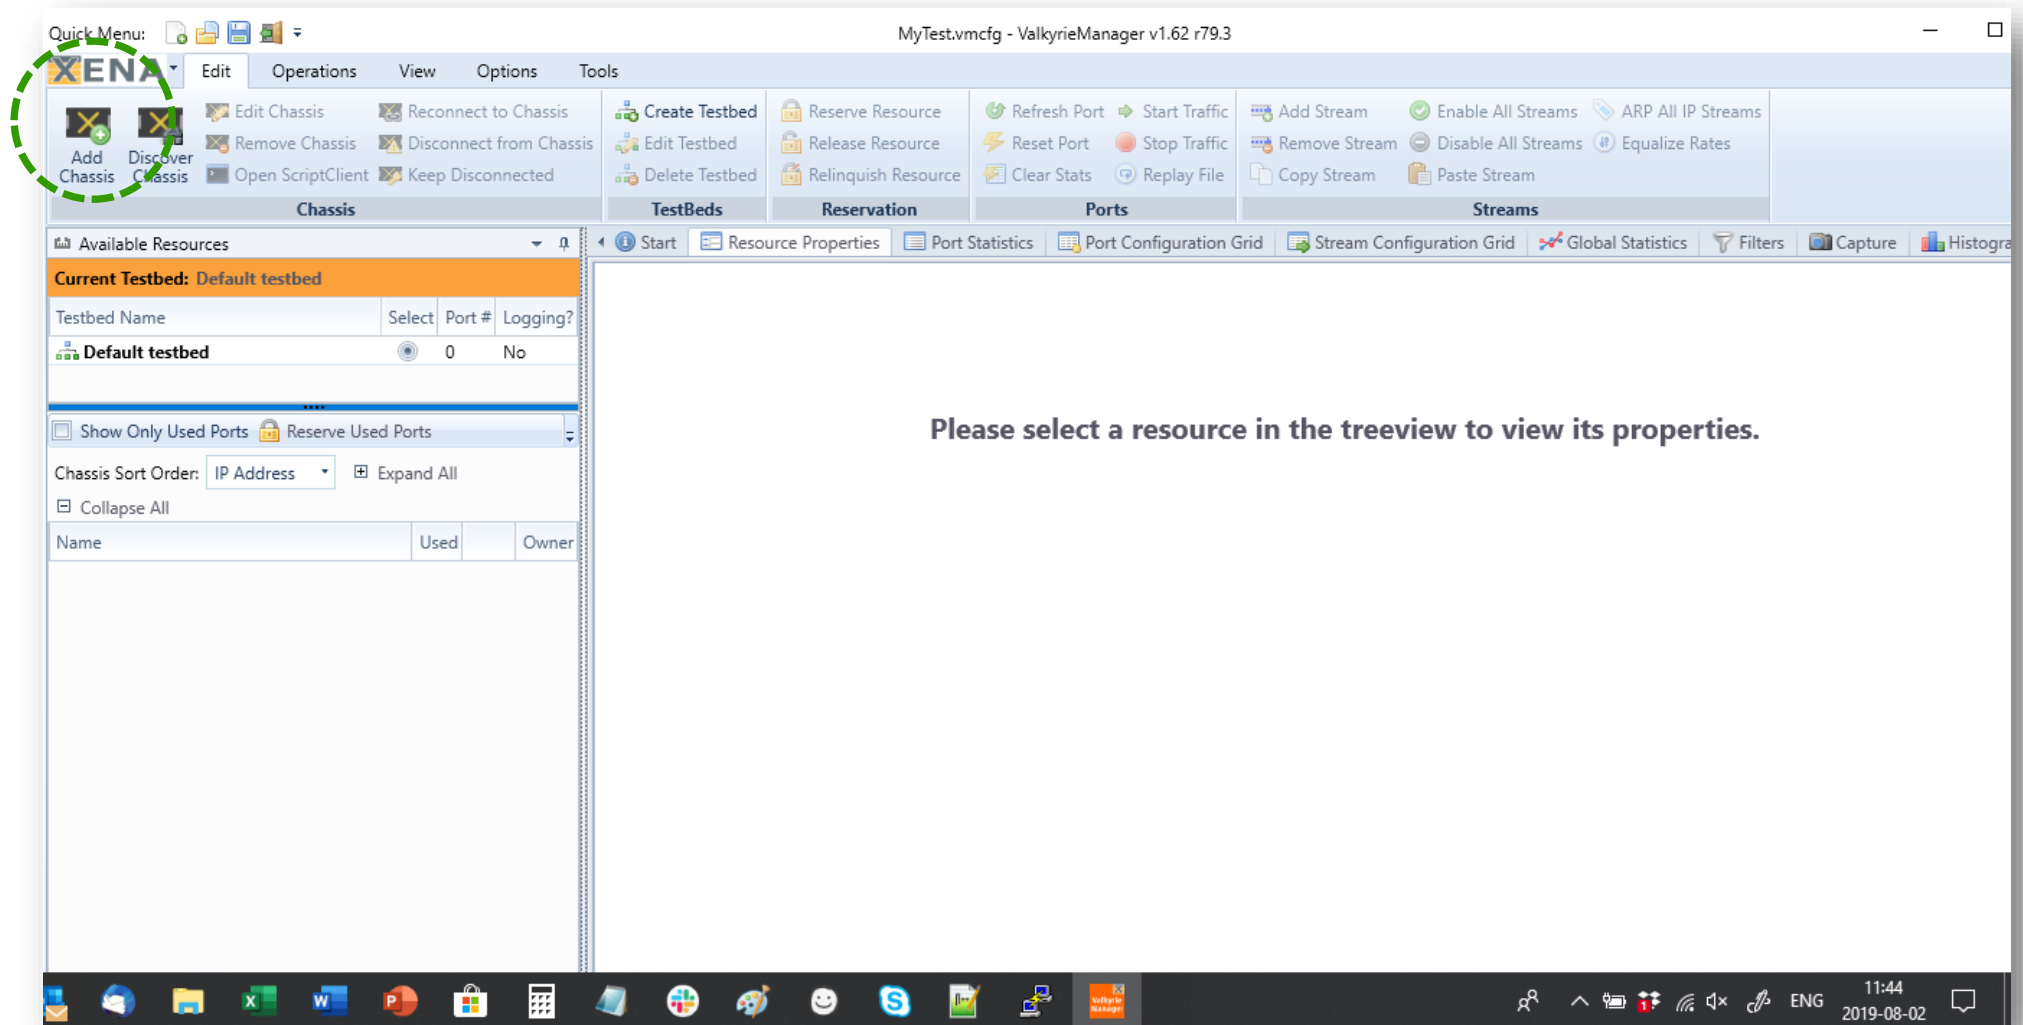 Quick Menu:
MyTest.vmcfg - ValkyrieManager v1.62 r79.3
XENA Edit Operations View Options Tools
Add Chassis
Discover Chassis
Edit Chassis
Remove Chassis
Open ScriptClient
Reconnect to Chassis
Disconnect from Chassis
Keep Disconnected
Chassis
Create Testbed
Edit Testbed
Delete Testbed
TestBeds
Reserve Resource
Release Resource
Relinquish Resource
Reservation
Refresh Port
Reset Port
Clear Stats
Start Traffic
Stop Traffic
Replay File
Ports
Add Stream
Remove Stream
Copy Stream
Enable All Streams
Disable All Streams
Paste Stream
ARP All IP Streams
Equalize Rates
Streams
Available Resources
Current Testbed: Default testbed
Testbed Name Select Port # Logging?
Default testbed 0 No
Show Only Used Ports Reserve Used Ports
Chassis Sort Order: IP Address Expand All
Collapse All
Name Used Owner
Start Resource Properties Port Statistics Port Configuration Grid Stream Configuration Grid Global Statistics Filters Capture Histogra
Please select a resource in the treeview to view its properties.
Valkyrie
Manager
ENG
11:44
2019-08-02